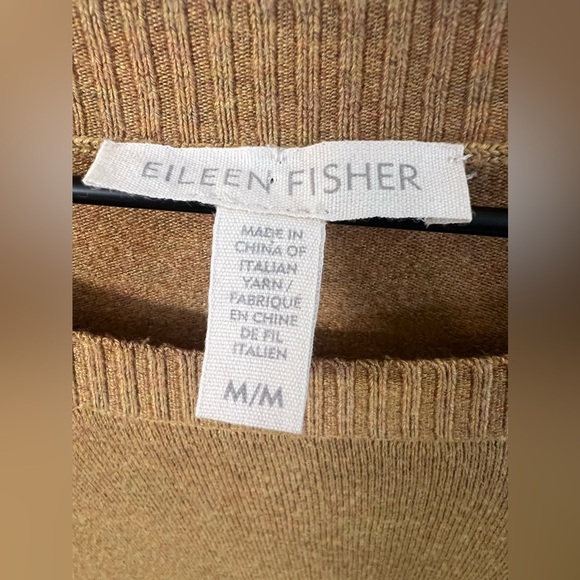 EILEEN FISHER
MADE IN
CHINA OF
ITALIAN
YARN /
FABRIQUÉ
EN CHINE
DE FIL
ITALIEN
M/M